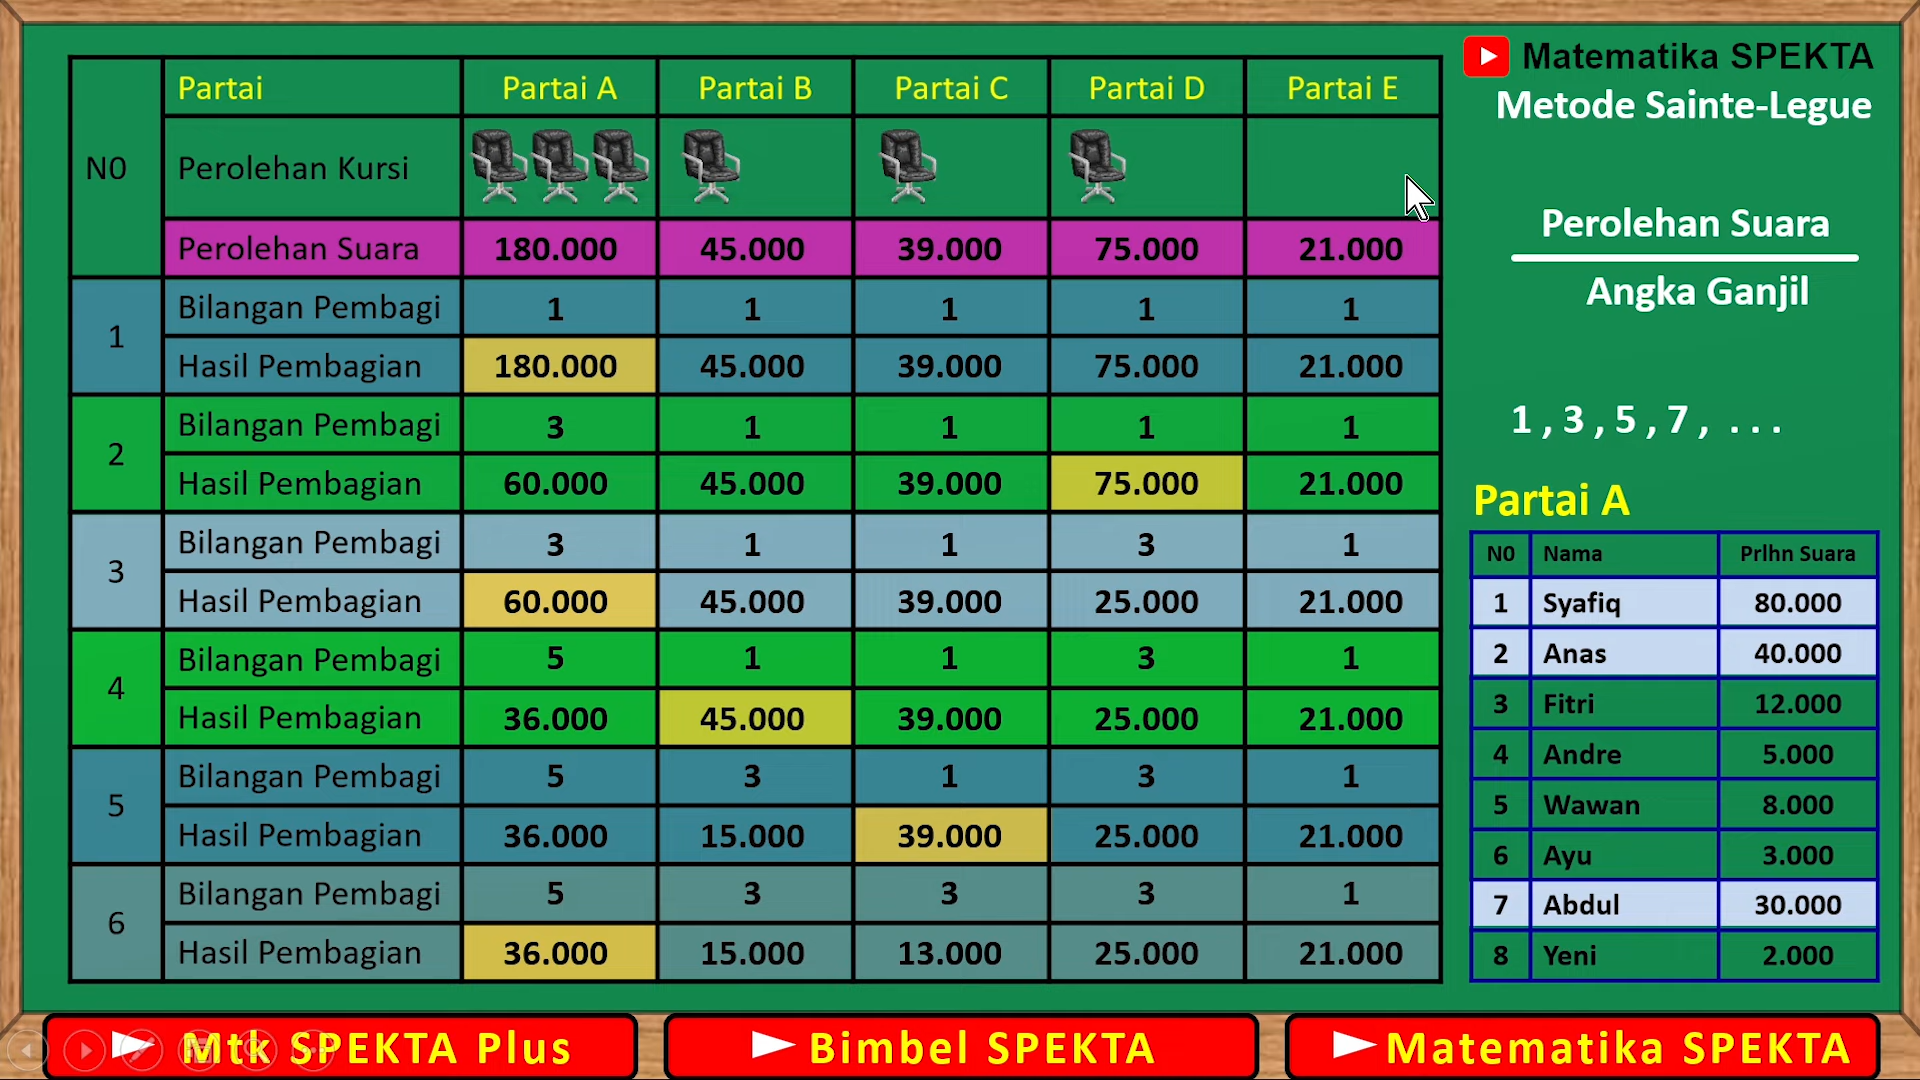 N0
Partai Partai A Partai B Partai C Partai D Partai E
Perolehan Kursi
Perolehan Suara 180.000 45.000 39.000 75.000 21.000
1
Bilangan Pembagi 1 1 1 1 1
Hasil Pembagian 180.000 45.000 39.000 75.000 21.000
2
Bilangan Pembagi 3 1 1 1 1
Hasil Pembagian 60.000 45.000 39.000 75.000 21.000
3
Bilangan Pembagi 3 1 1 3 1
Hasil Pembagian 60.000 45.000 39.000 25.000 21.000
4
Bilangan Pembagi 5 1 1 3 1
Hasil Pembagian 36.000 45.000 39.000 25.000 21.000
5
Bilangan Pembagi 5 3 1 3 1
Hasil Pembagian 36.000 15.000 39.000 25.000 21.000
6
Bilangan Pembagi 5 3 3 3 1
Hasil Pembagian 36.000 15.000 13.000 25.000 21.000
Matematika SPEKTA
Metode Sainte-Legue
Perolehan Suara
Angka Ganjil
1 , 3 , 5 , 7 , . . .
Partai A
N0 Nama Prlhn Suara
1 Syafiq 80.000
2 Anas 40.000
3 Fitri 12.000
4 Andre 5.000
5 Wawan 8.000
6 Ayu 3.000
7 Abdul 30.000
8 Yeni 2.000
Mtk SPEKTA Plus
Bimbel SPEKTA
Matematika SPEKTA